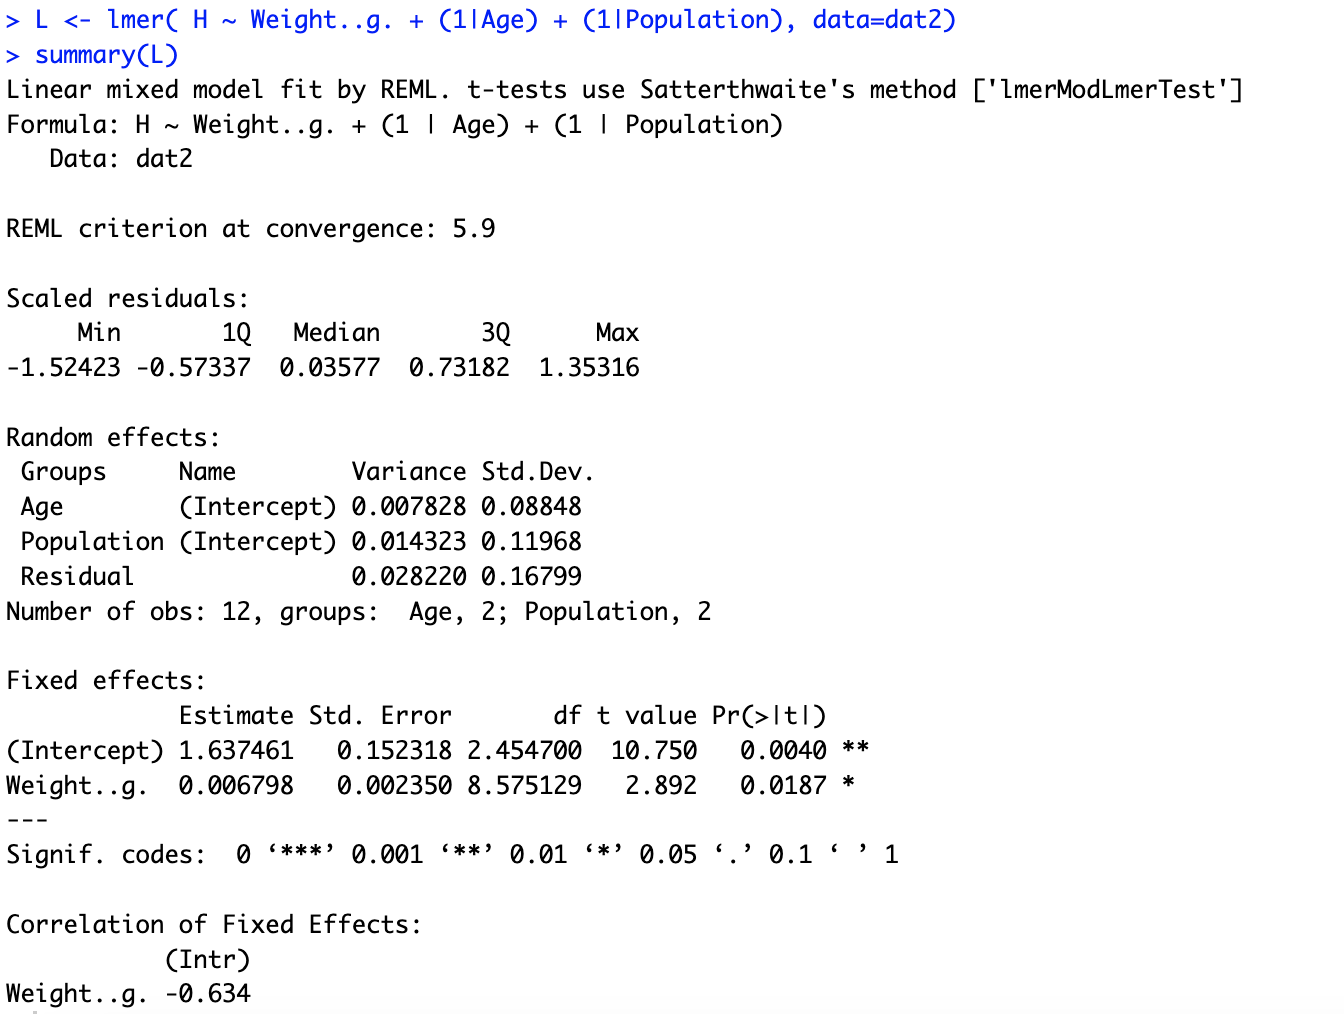 > L <- lmer( H ~ Weight..g. + (1|Age) + (1|Population), data=dat2)
> summary(L)
Linear mixed model fit by REML. t-tests use Satterthwaite's method ['lmerModLmerTest']
Formula: H ~ Weight..g. + (1 | Age) + (1 | Population)
   Data: dat2

REML criterion at convergence: 5.9

Scaled residuals:
     Min       1Q   Median       3Q      Max
-1.52423 -0.57337  0.03577  0.73182  1.35316

Random effects:
 Groups     Name        Variance Std.Dev.
 Age        (Intercept) 0.007828 0.08848
 Population (Intercept) 0.014323 0.11968
 Residual               0.028220 0.16799
Number of obs: 12, groups:  Age, 2; Population, 2

Fixed effects:
            Estimate Std. Error       df t value Pr(>|t|)
(Intercept) 1.637461   0.152318 2.454700  10.750   0.0040 **
Weight..g.  0.006798   0.002350 8.575129   2.892   0.0187 *
---
Signif. codes:  0 ‘***’ 0.001 ‘**’ 0.01 ‘*’ 0.05 ‘.’ 0.1 ‘ ’ 1

Correlation of Fixed Effects:
           (Intr)
Weight..g. -0.634